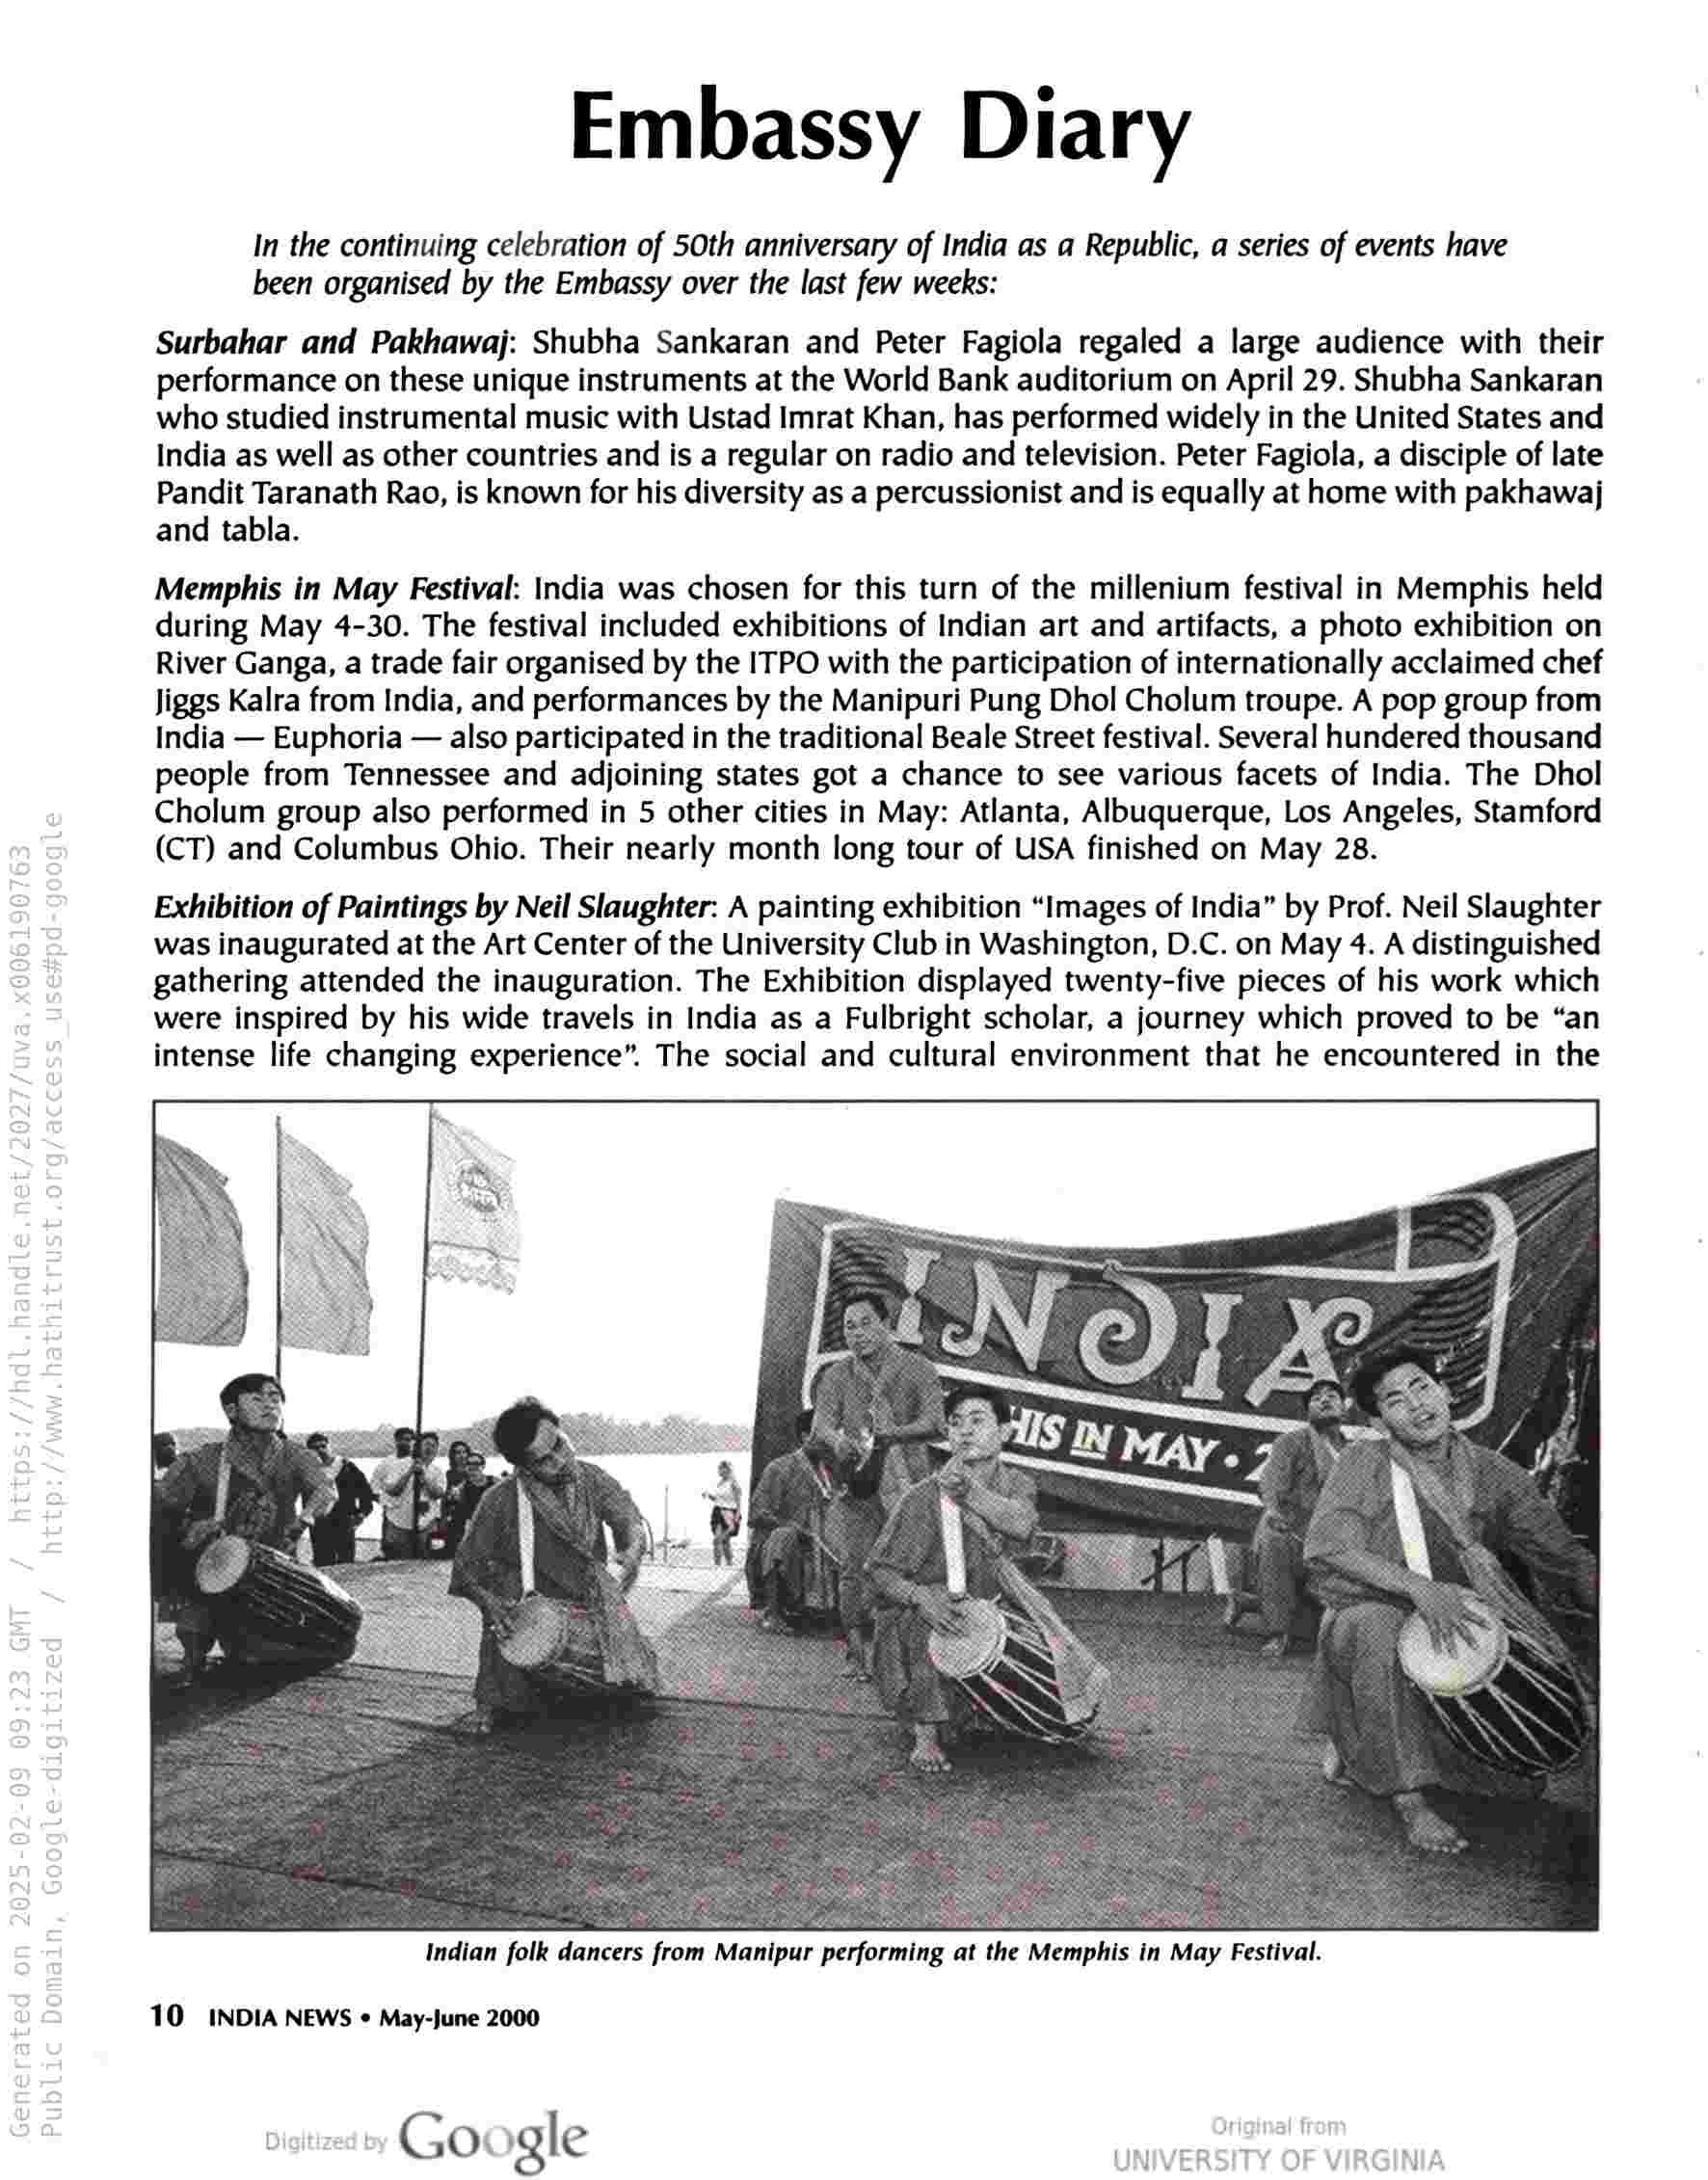 Embassy Diary
In the continuing celebration of 50th anniversary of India as a Republic, a series of events have
been organised by the Embassy over the last few weeks:
Surbahar and Pakhawaj: Shubha Sankaran and Peter Fagiola regaled a large audience with their
performance on these unique instruments at the World Bank auditorium on April 29. Shubha Sankaran
who studied instrumental music with Ustad Imrat Khan, has performed widely in the United States and
India as well as other countries and is a regular on radio and television. Peter Fagiola, a disciple of late
Pandit Taranath Rao, is known for his diversity as a percussionist and is equally at home with pakhawaj
and tabla.
Memphis in May Festival: India was chosen for this turn of the millenium festival in Memphis held
during May 4-30. The festival included exhibitions of Indian art and artifacts, a photo exhibition on
River Ganga, a trade fair organised by the ITPO with the participation of internationally acclaimed chef
Jiggs Kalra from India, and performances by the Manipuri Pung Dhol Cholum troupe. A pop group from
India — Euphoria — also participated in the traditional Beale Street festival. Several hundered thousand
people from Tennessee and adjoining states got a chance to see various facets of India. The Dhol
Cholum group also performed in 5 other cities in May: Atlanta, Albuquerque, Los Angeles, Stamford
(CT) and Columbus Ohio. Their nearly month long tour of USA finished on May 28.
Exhibition of Paintings by Neil Slaughter: A painting exhibition “Images of India” by Prof. Neil Slaughter
was inaugurated at the Art Center of the University Club in Washington, D.C. on May 4. A distinguished
gathering attended the inauguration. The Exhibition displayed twenty-five pieces of his work which
were inspired by his wide travels in India as a Fulbright scholar, a journey which proved to be “an
intense life changing experience”. The social and cultural environment that he encountered in the
INDIA
HIS IN MAY • 2
Indian folk dancers from Manipur performing at the Memphis in May Festival.
10 INDIA NEWS • May-June 2000
Digitized by Google
Original from
UNIVERSITY OF VIRGINIA
Generated on 2025-02-09 09:23 GMT / https://hdl.handle.net/2027/uva.x006190763
Public Domain, Google-digitized / http://www.hathitrust.org/access_use#pd-google